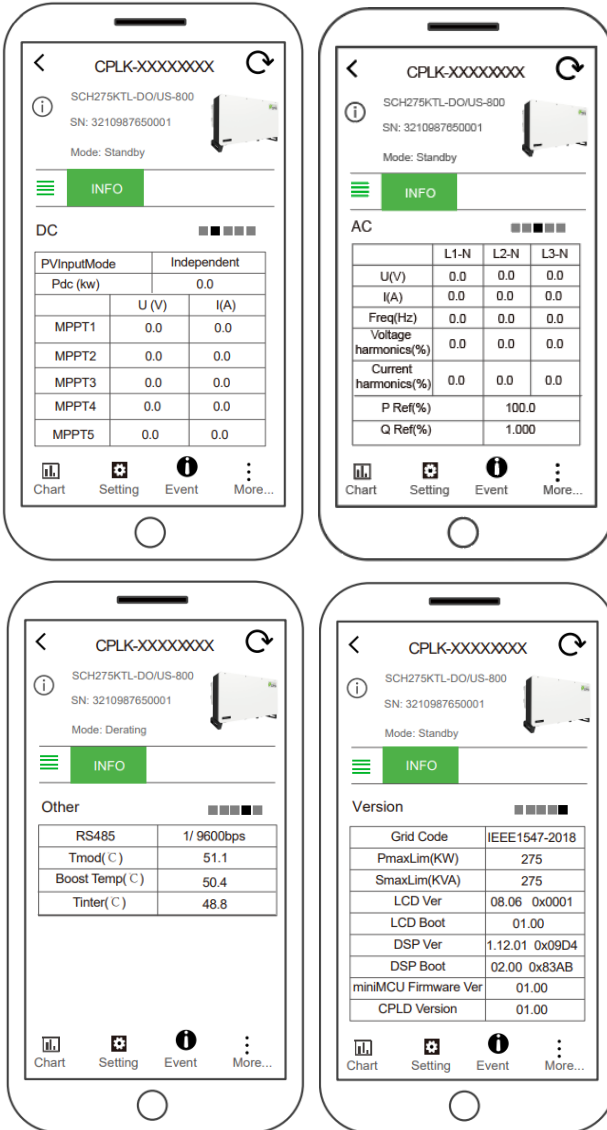 CPLK-XXXXXXXX
SCH275KTL-DO/US-800
SN: 3210987650001
Mode: Standby
INFO
DC
PVInputMode Independent
Pdc (kw) 0.0
U (V) I(A)
MPPT1 0.0 0.0
MPPT2 0.0 0.0
MPPT3 0.0 0.0
MPPT4 0.0 0.0
MPPT5 0.0 0.0
Chart Setting Event More...
CPLK-XXXXXXXX
SCH275KTL-DO/US-800
SN: 3210987650001
Mode: Standby
INFO
AC
L1-N L2-N L3-N
U(V) 0.0 0.0 0.0
I(A) 0.0 0.0 0.0
Freq(Hz) 0.0 0.0 0.0
Voltage
harmonics(%) 0.0 0.0 0.0
Current
harmonics(%) 0.0 0.0 0.0
P Ref(%) 100.0
Q Ref(%) 1.000
Chart Setting Event More...
CPLK-XXXXXXXX
SCH275KTL-DO/US-800
SN: 3210987650001
Mode: Derating
INFO
Other
RS485 1/ 9600bps
Tmod(℃) 51.1
Boost Temp(℃) 50.4
Tinter(℃) 48.8
Chart Setting Event More...
CPLK-XXXXXXXX
SCH275KTL-DO/US-800
SN: 3210987650001
Mode: Standby
INFO
Version
Grid Code IEEE1547-2018
PmaxLim(KW) 275
SmaxLim(KVA) 275
LCD Ver 08.06 0x0001
LCD Boot 01.00
DSP Ver 1.12.01 0x09D4
DSP Boot 02.00 0x83AB
miniMCU Firmware Ver 01.00
CPLD Version 01.00
Chart Setting Event More...